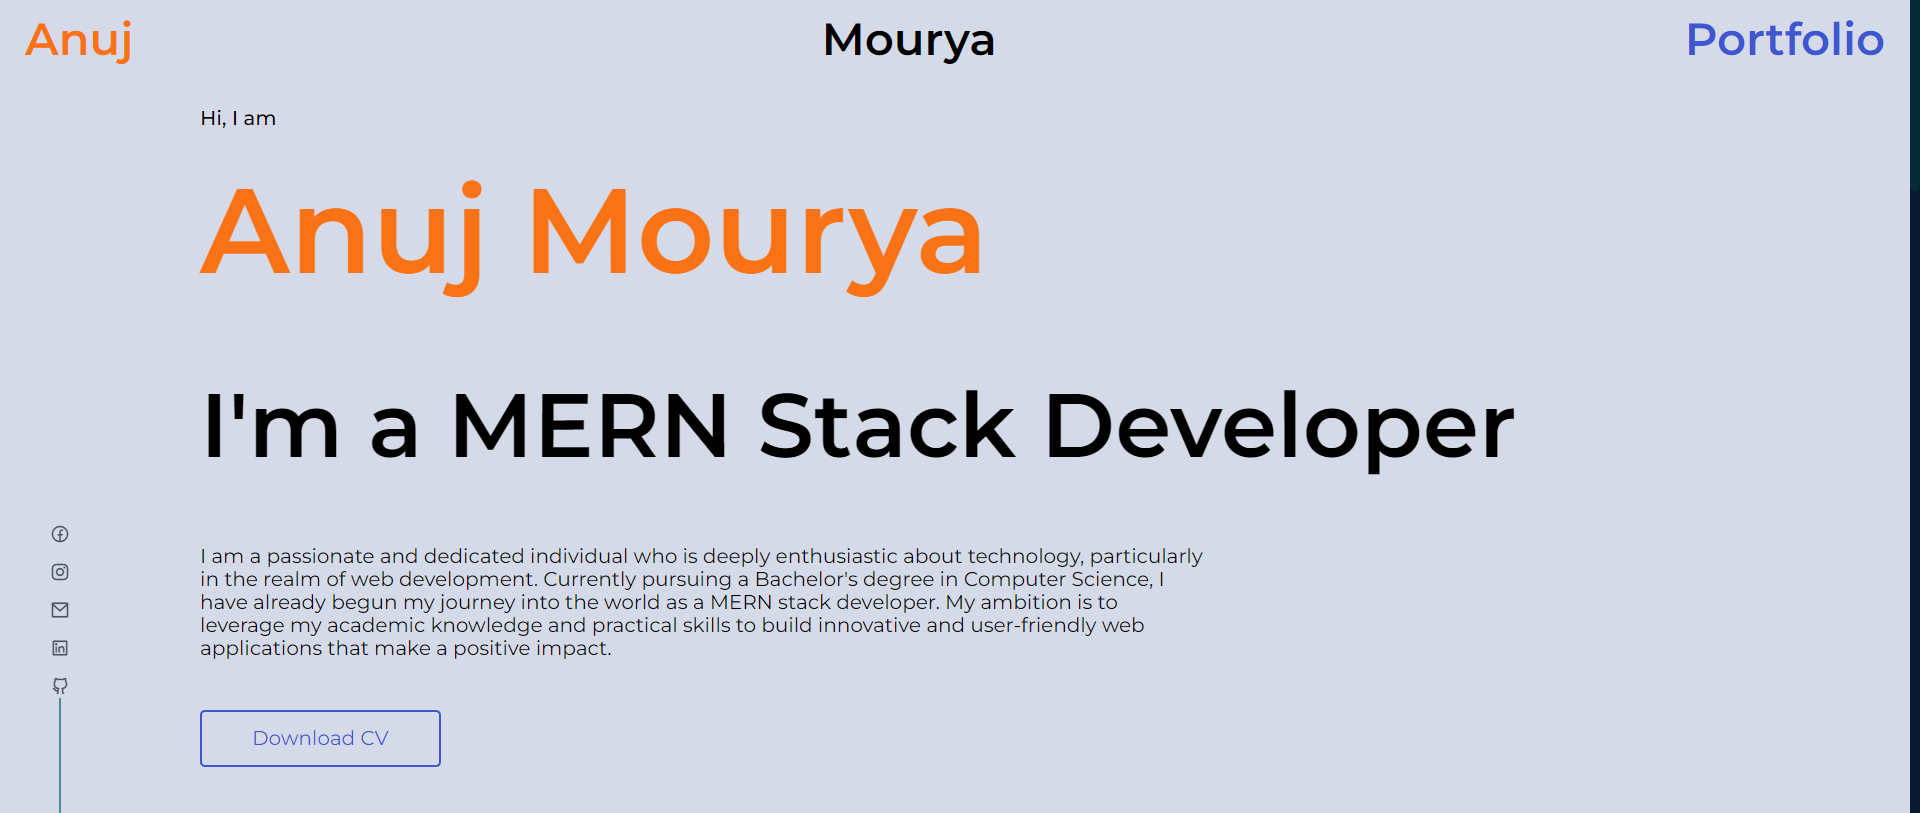 Anuj Mourya Portfolio
Hi, I am
Anuj Mourya
I'm a MERN Stack Developer
I am a passionate and dedicated individual who is deeply enthusiastic about technology, particularly
in the realm of web development. Currently pursuing a Bachelor's degree in Computer Science, I
have already begun my journey into the world as a MERN stack developer. My ambition is to
leverage my academic knowledge and practical skills to build innovative and user-friendly web
applications that make a positive impact.
Download CV